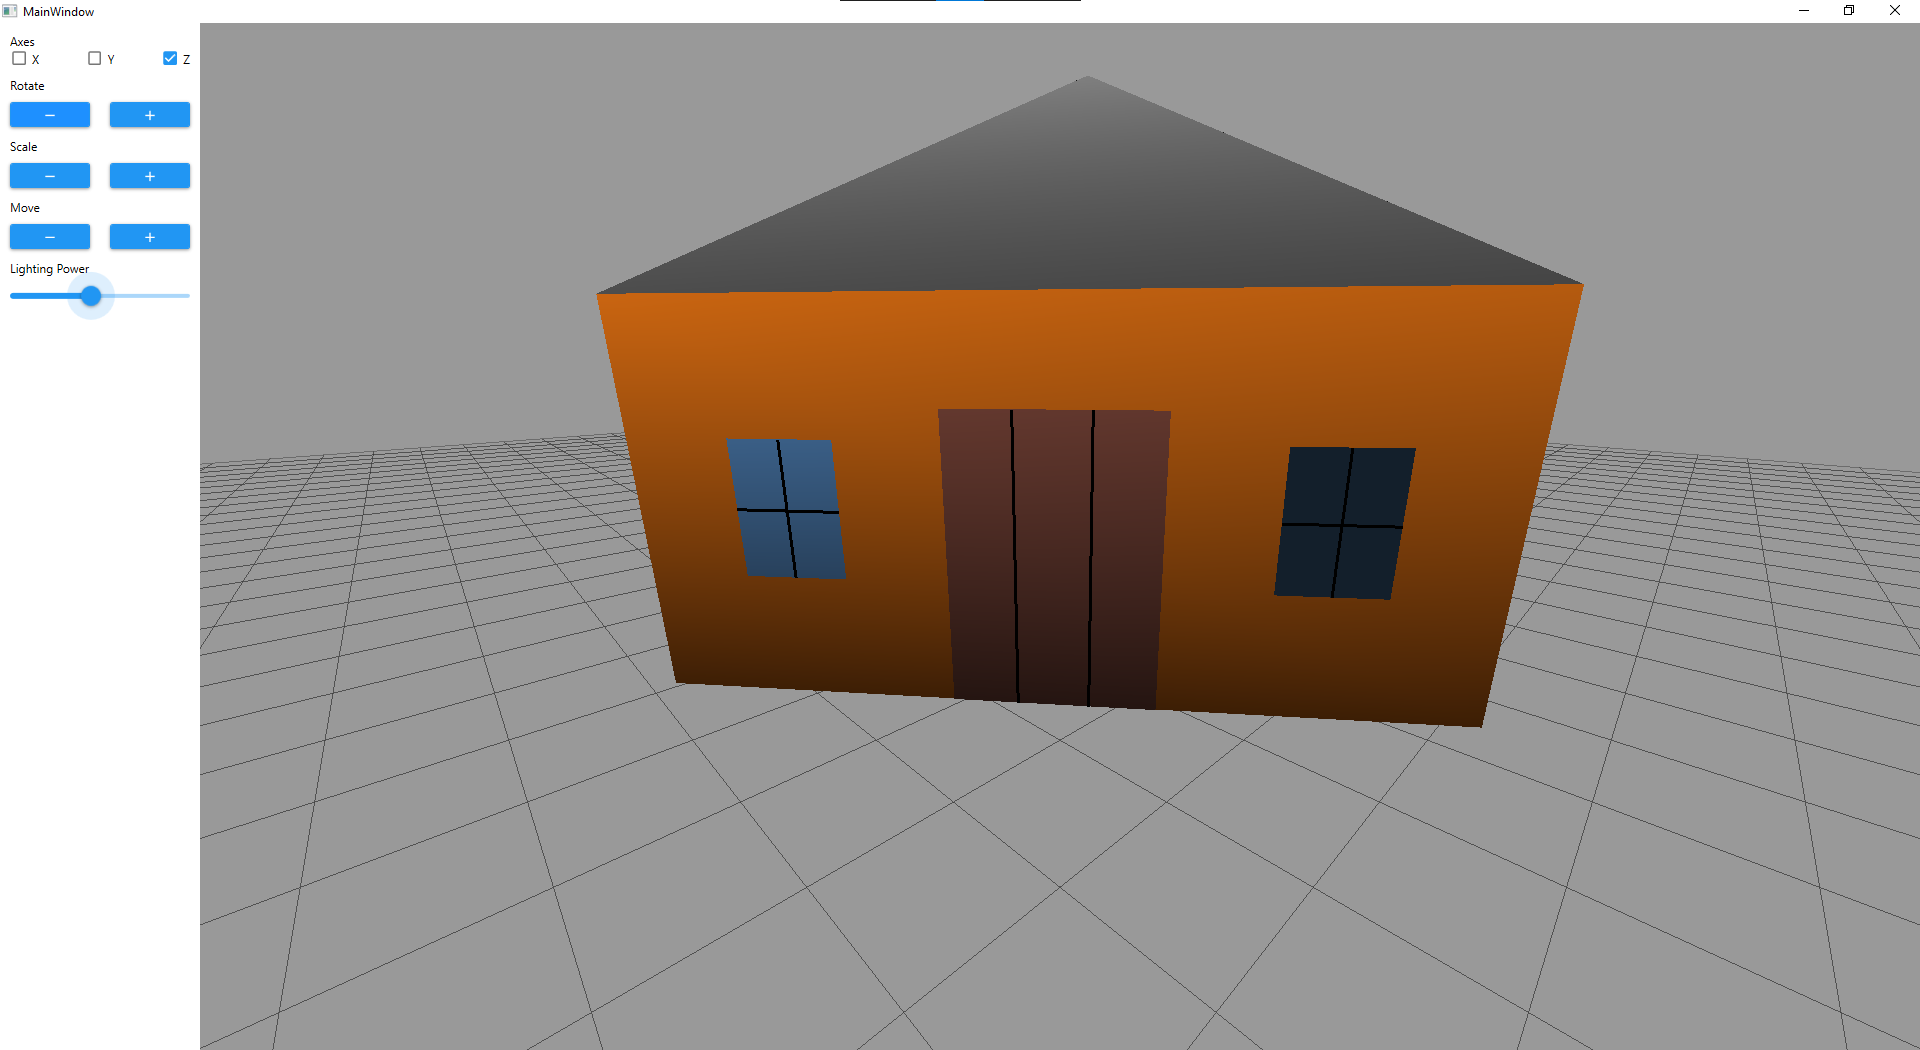 MainWindow
Axes
X Y Z
Rotate
− +
Scale
− +
Move
− +
Lighting Power